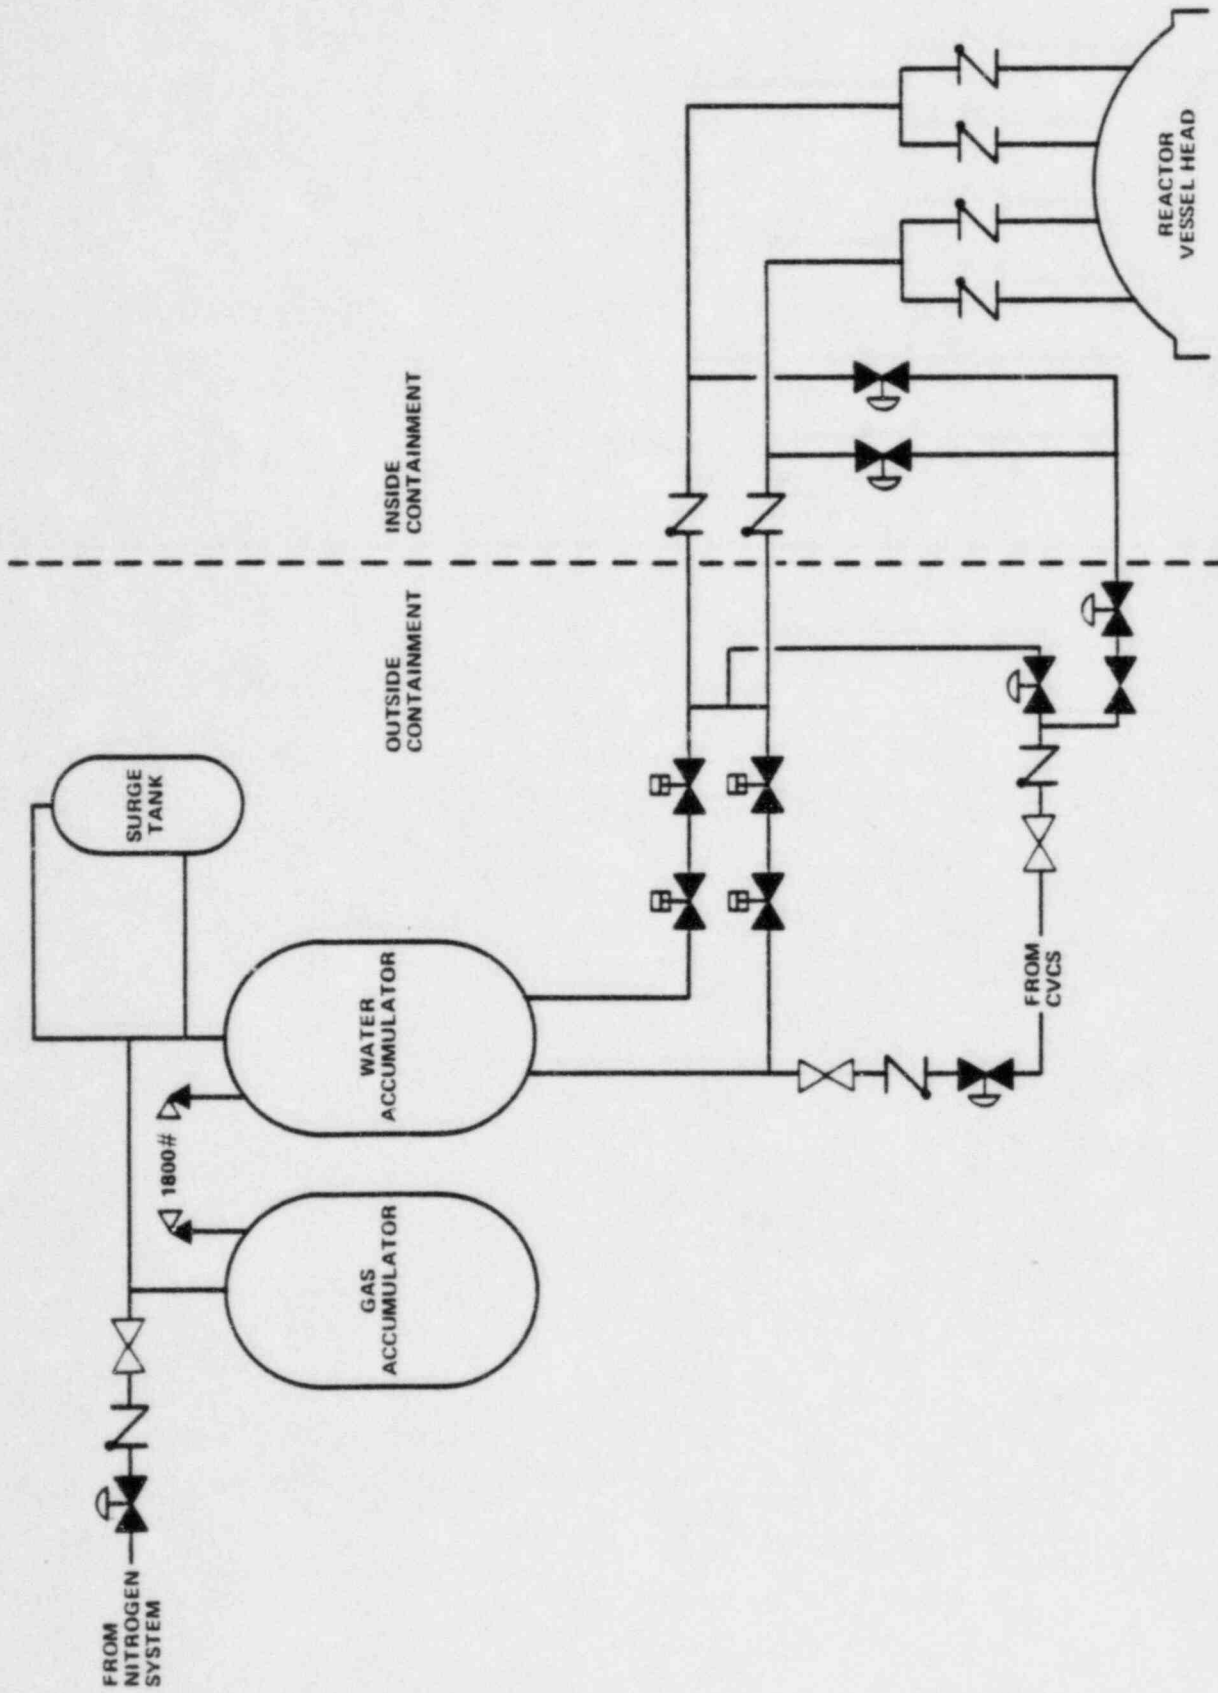 FROM
NITROGEN
SYSTEM
GAS
ACCUMULATOR
1800#
WATER
ACCUMULATOR
SURGE
TANK
OUTSIDE
CONTAINMENT
INSIDE
CONTAINMENT
FROM
CVCS
REACTOR
VESSEL HEAD